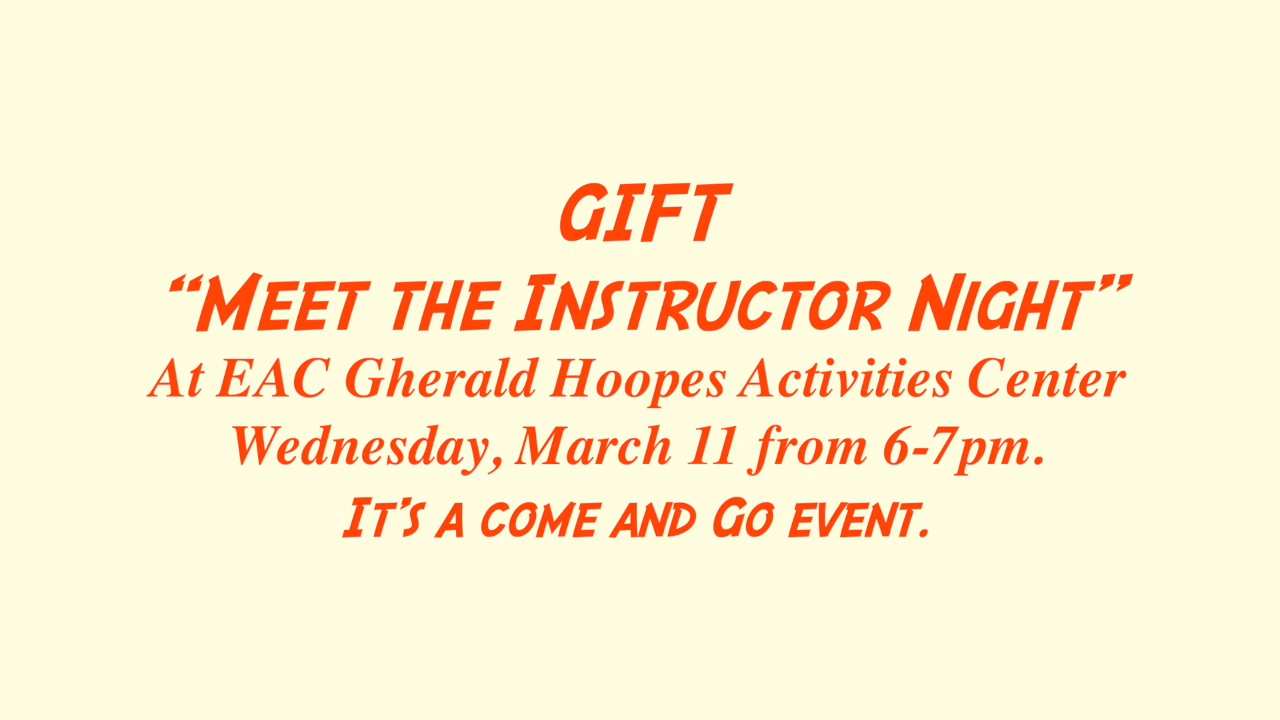 GIFT
“Meet the Instructor Night”
At EAC Gherald Hoopes Activities Center
Wednesday, March 11 from 6-7pm.
It’s a come and Go event.